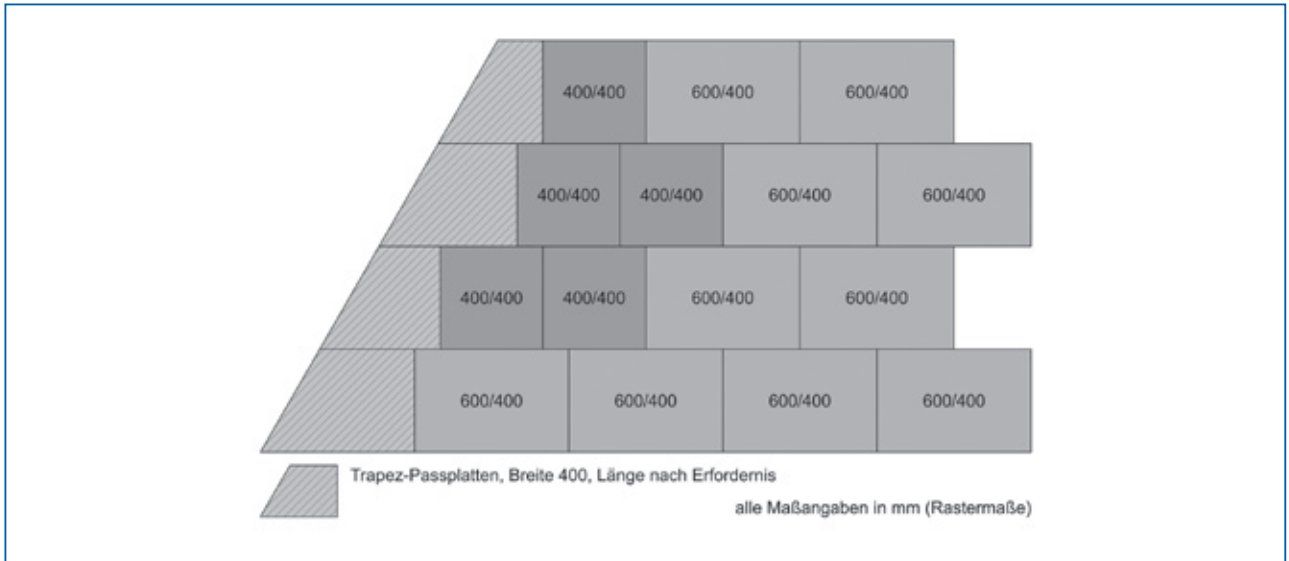 400/400 600/400 600/400
400/400 400/400 600/400 600/400
400/400 400/400 600/400 600/400
600/400 600/400 600/400 600/400
Trapez-Passplatten, Breite 400, Länge nach Erfordernis
alle Maßangaben in mm (Rastermaße)